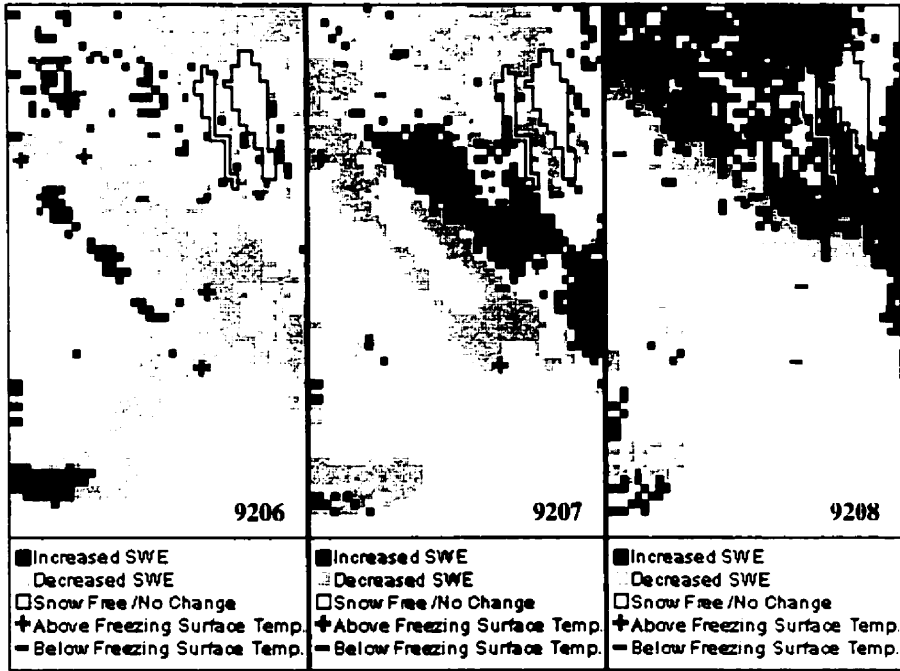 9206
9207
9208
Increased SWE
Decreased SWE
Snow Free/No Change
Above Freezing Surface Temp.
Below Freezing Surface Temp.
Increased SWE
Decreased SWE
Snow Free/No Change
Above Freezing Surface Temp.
Below Freezing Surface Temp.
Increased SWE
Decreased SWE
Snow Free/No Change
Above Freezing Surface Temp.
Below Freezing Surface Temp.